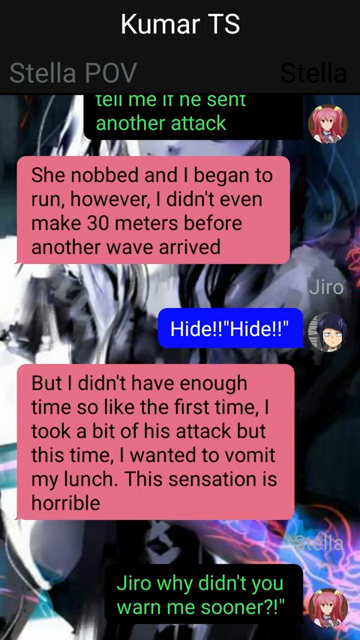 Kumar TS
Stella POV
Stella
tell me if he sent
another attack
She nobbed and I began to
run, however, I didn't even
make 30 meters before
another wave arrived
Jiro
Hide!!"Hide!!"
But I didn't have enough
time so like the first time, I
took a bit of his attack but
this time, I wanted to vomit
my lunch. This sensation is
horrible
Stella
Jiro why didn't you
warn me sooner?!"